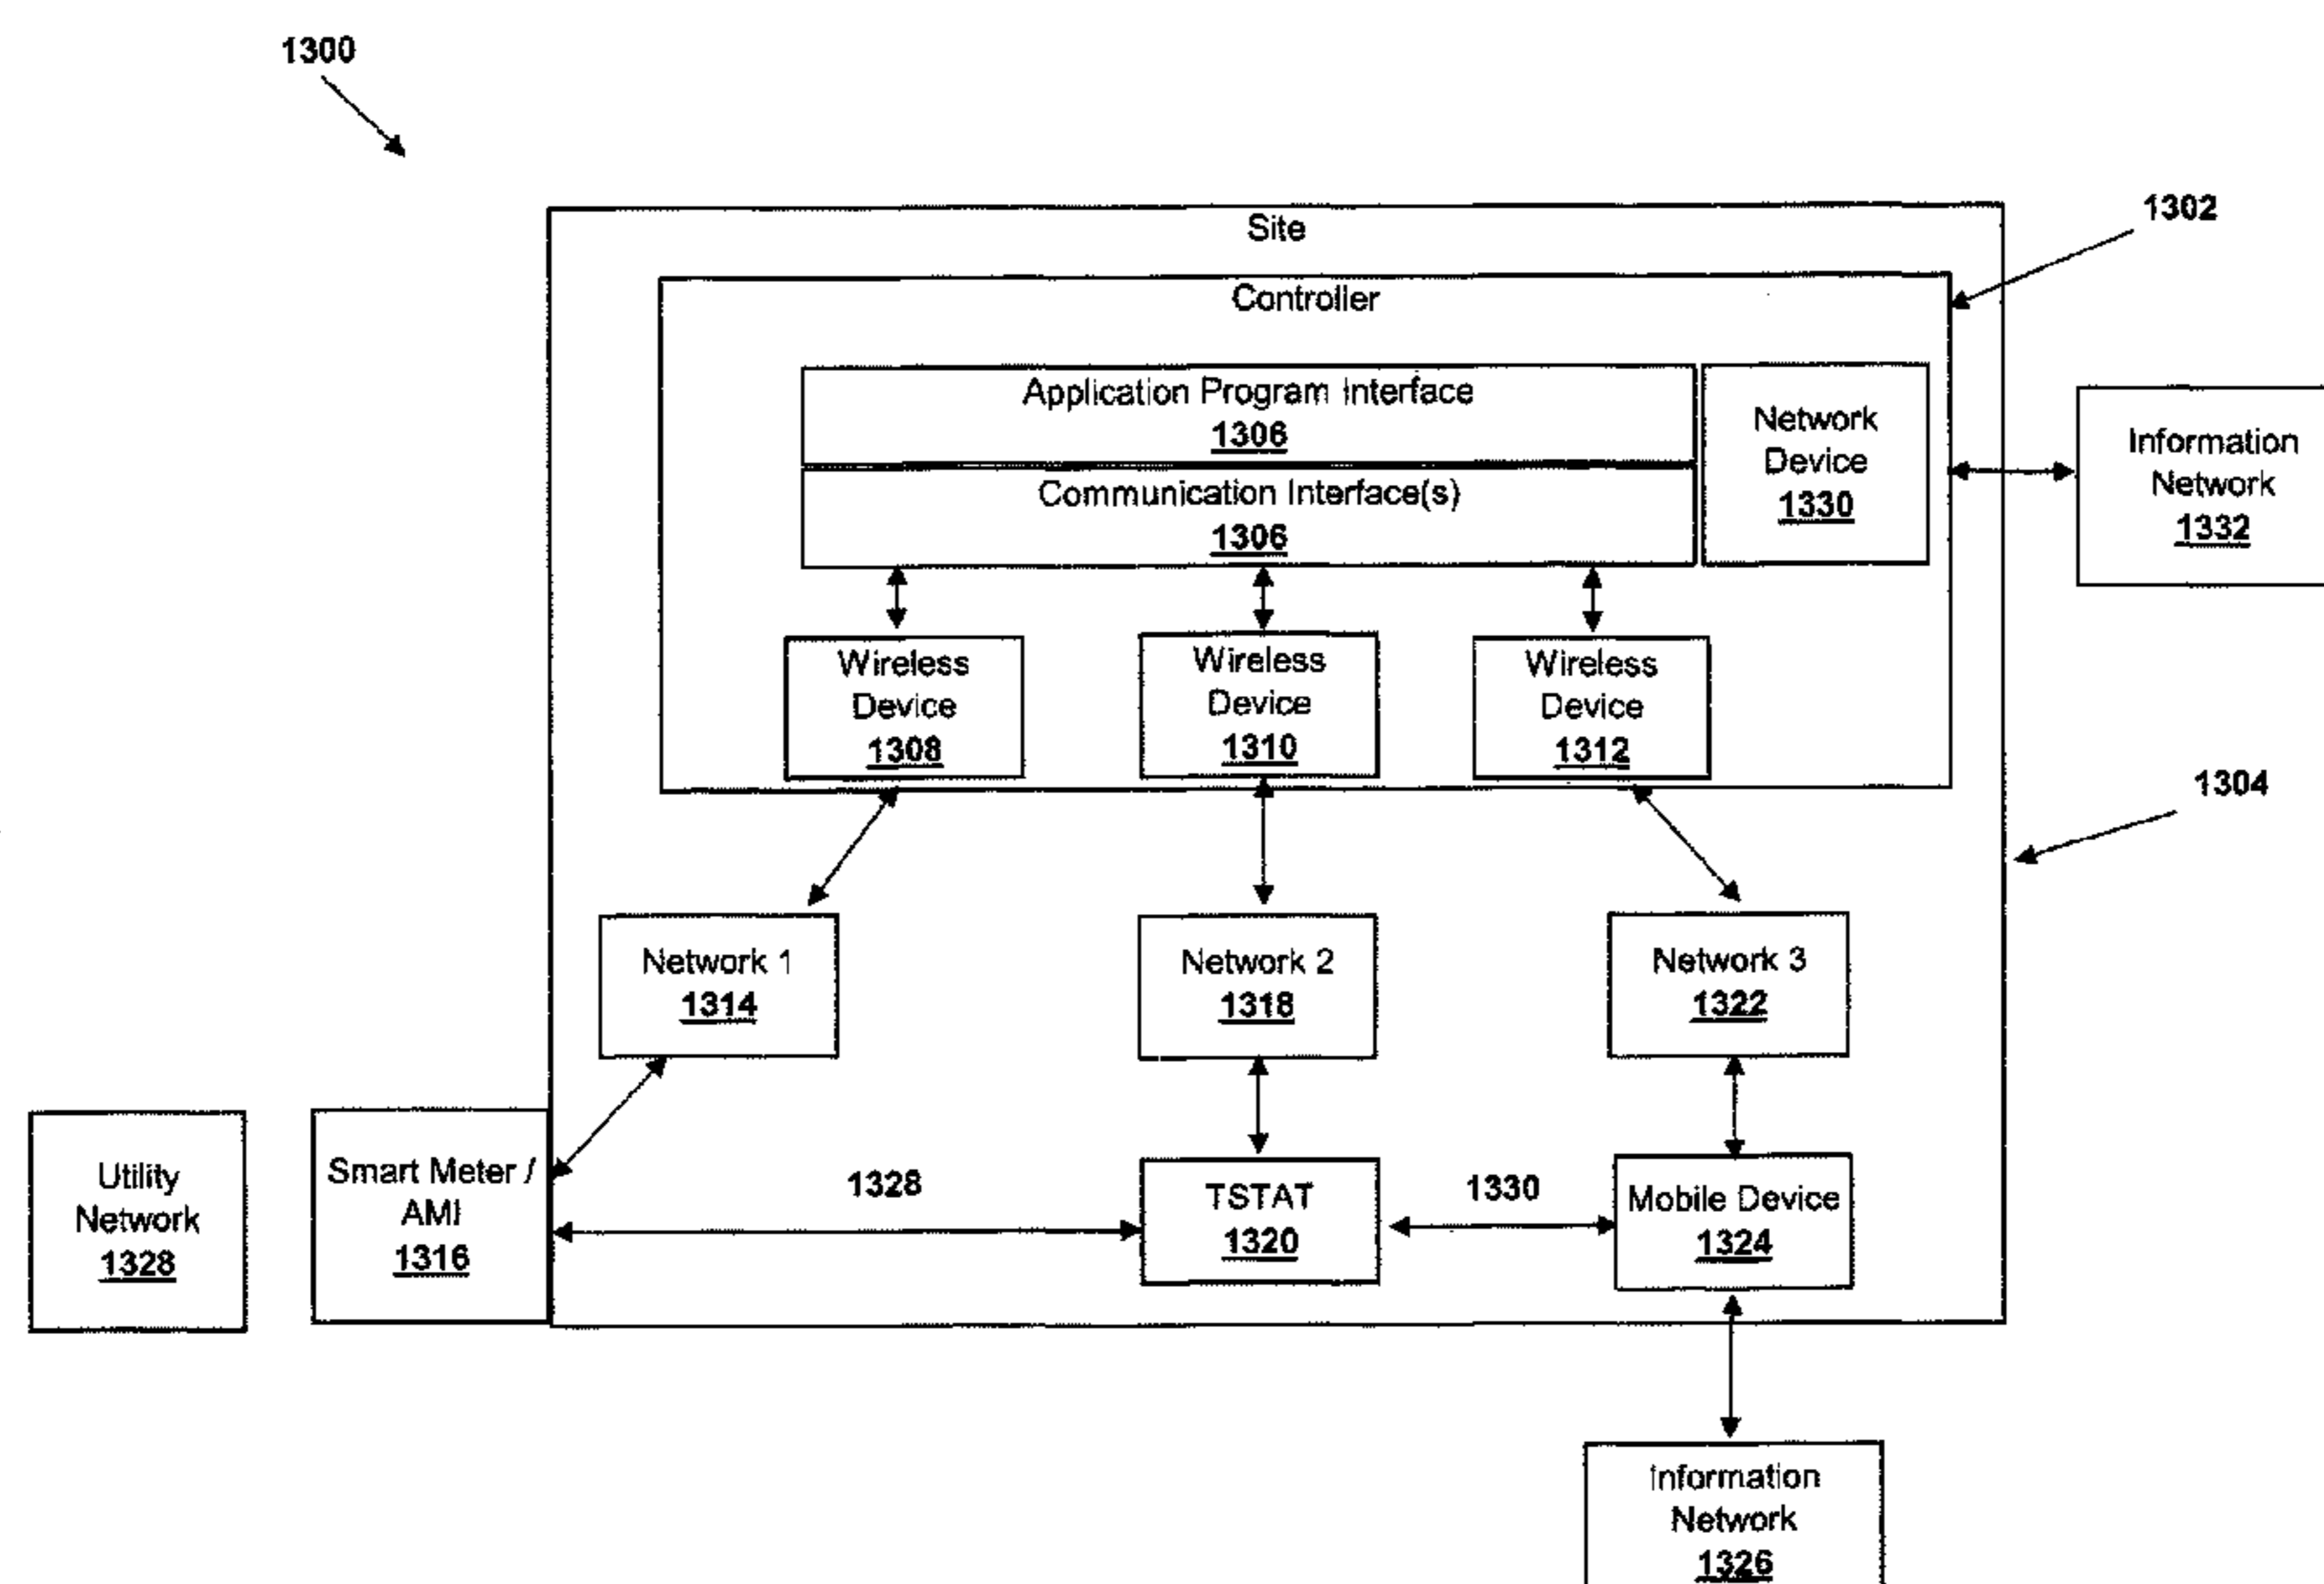 1300
Site
1302
Controller
Application Program Interface
1306
Communication Interface(s)
1306
Network
Device
1330
Information
Network
1332
Wireless
Device
1308
Wireless
Device
1310
Wireless
Device
1312
1304
Network 1
1314
Network 2
1318
Network 3
1322
Utility
Network
1328
Smart Meter /
AMI
1316
1328
TSTAT
1320
1330
Mobile Device
1324
Information
Network
1326